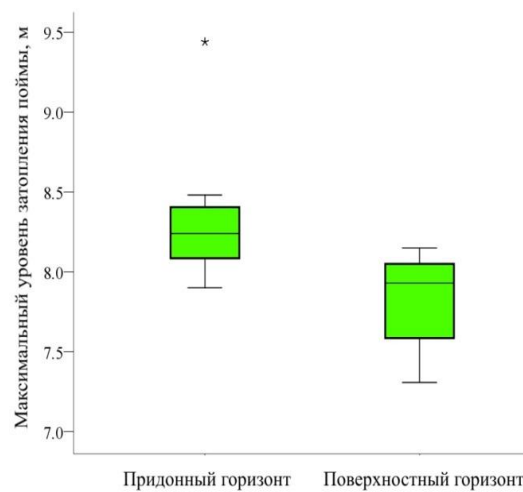 Максимальный уровень затопления поймы, м
9.5
9.0
8.5
8.0
7.5
7.0
*
Придонный горизонт
Поверхностный горизонт